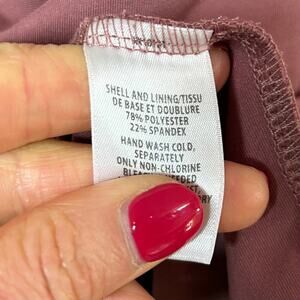 SHELL AND LINING/TISSU
DE BASE ET DOUBLURE
78% POLYESTER
22% SPANDEX
HAND WASH COLD,
SEPARATELY
ONLY NON-CHLORINE